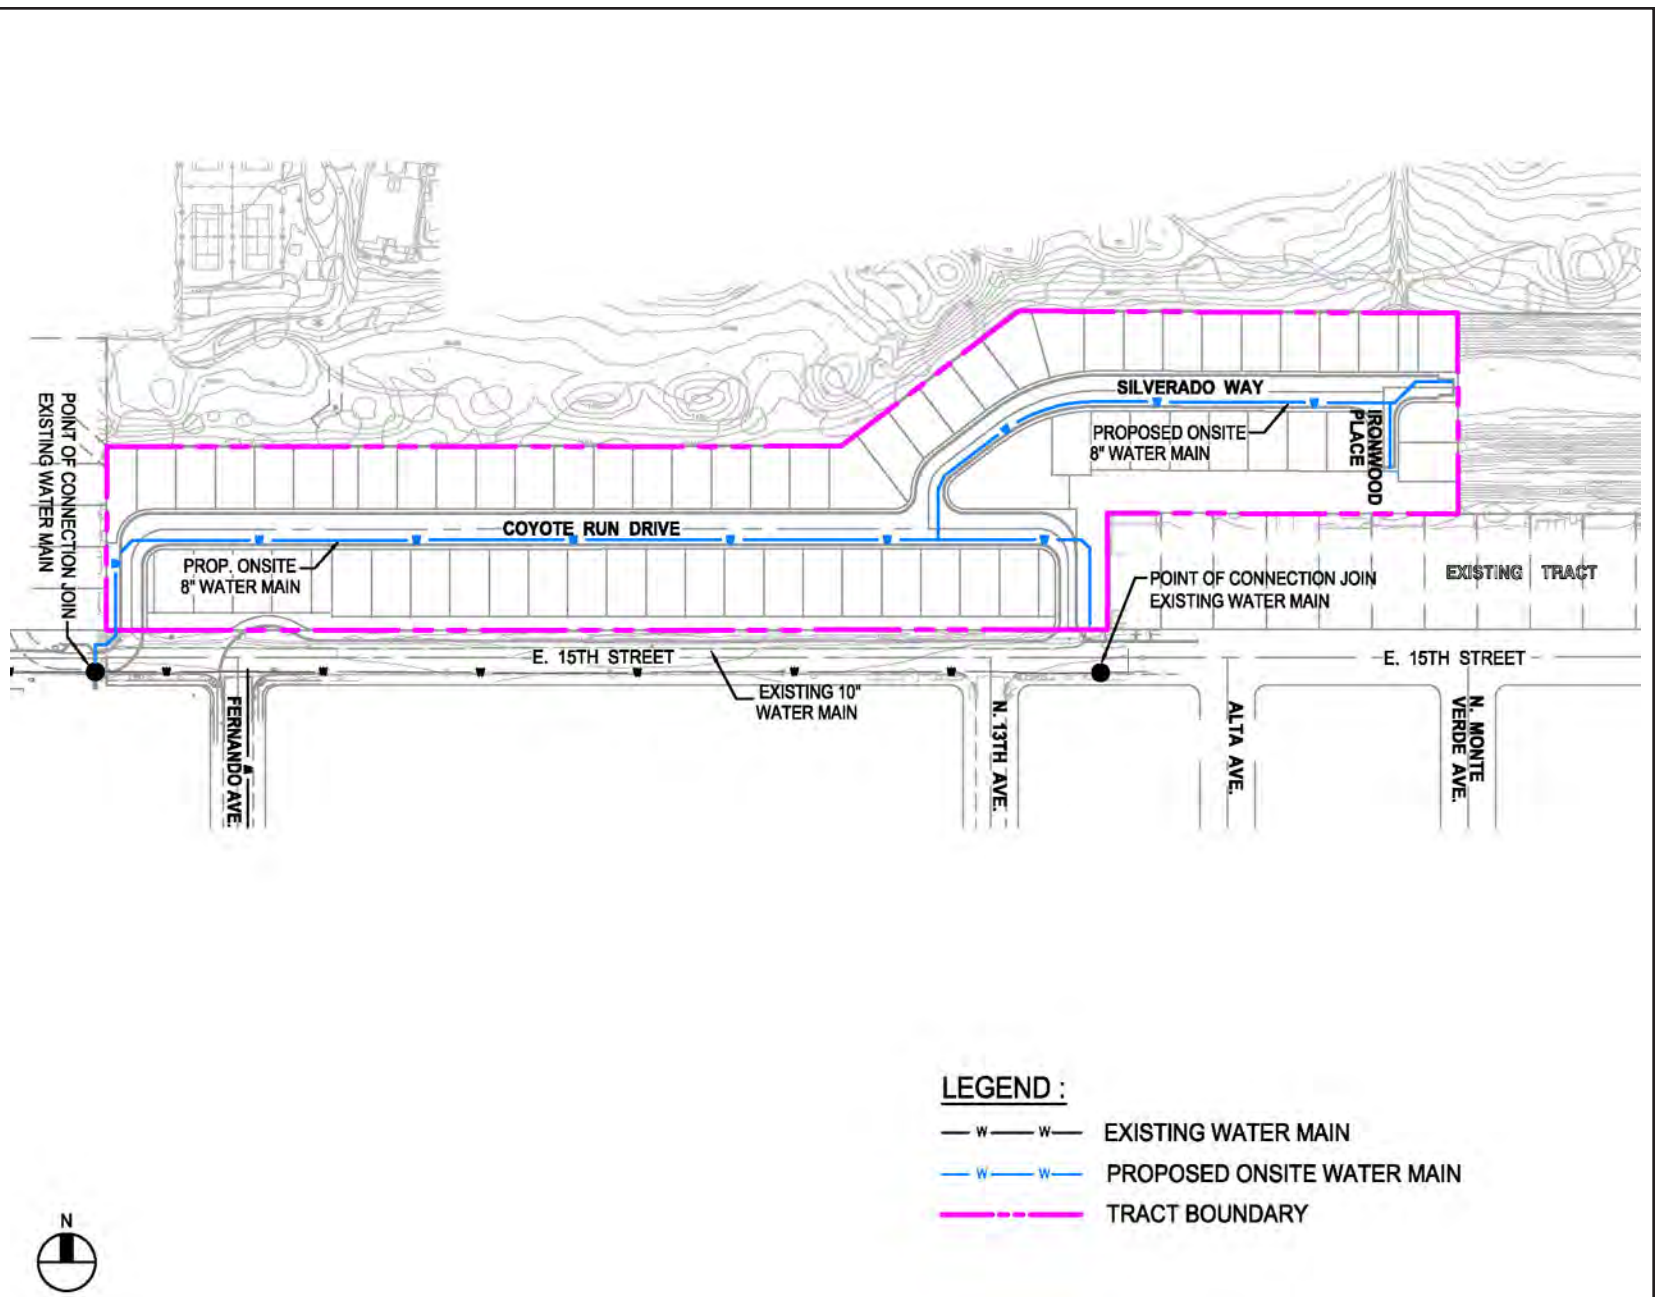 SILVERADO WAY
PROPOSED ONSITE
8" WATER MAIN
IRONWOOD
PLACE
POINT OF CONNECTION JOIN
EXISTING WATER MAIN
COYOTE RUN DRIVE
PROP. ONSITE
8" WATER MAIN
EXISTING TRACT
POINT OF CONNECTION JOIN
EXISTING WATER MAIN
E. 15TH STREET
E. 15TH STREET
EXISTING 10"
WATER MAIN
FERNANDO AVE.
N. 13TH AVE.
ALTA AVE.
N. MONTE
VERDE AVE.
LEGEND :
W W EXISTING WATER MAIN
W W PROPOSED ONSITE WATER MAIN
TRACT BOUNDARY
N